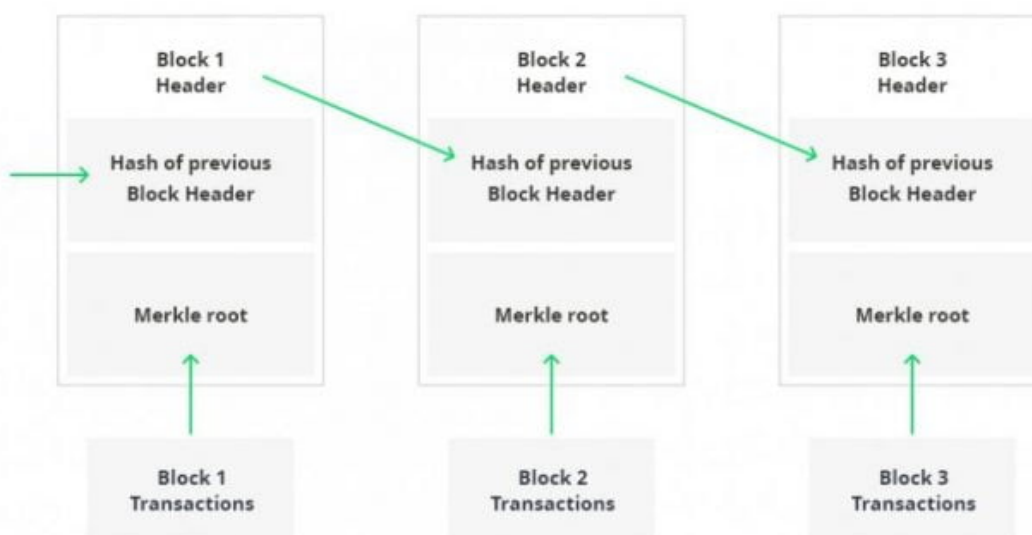 Block 1
Header
Hash of previous
Block Header
Merkle root
Block 1
Transactions
Block 2
Header
Hash of previous
Block Header
Merkle root
Block 2
Transactions
Block 3
Header
Hash of previous
Block Header
Merkle root
Block 3
Transactions